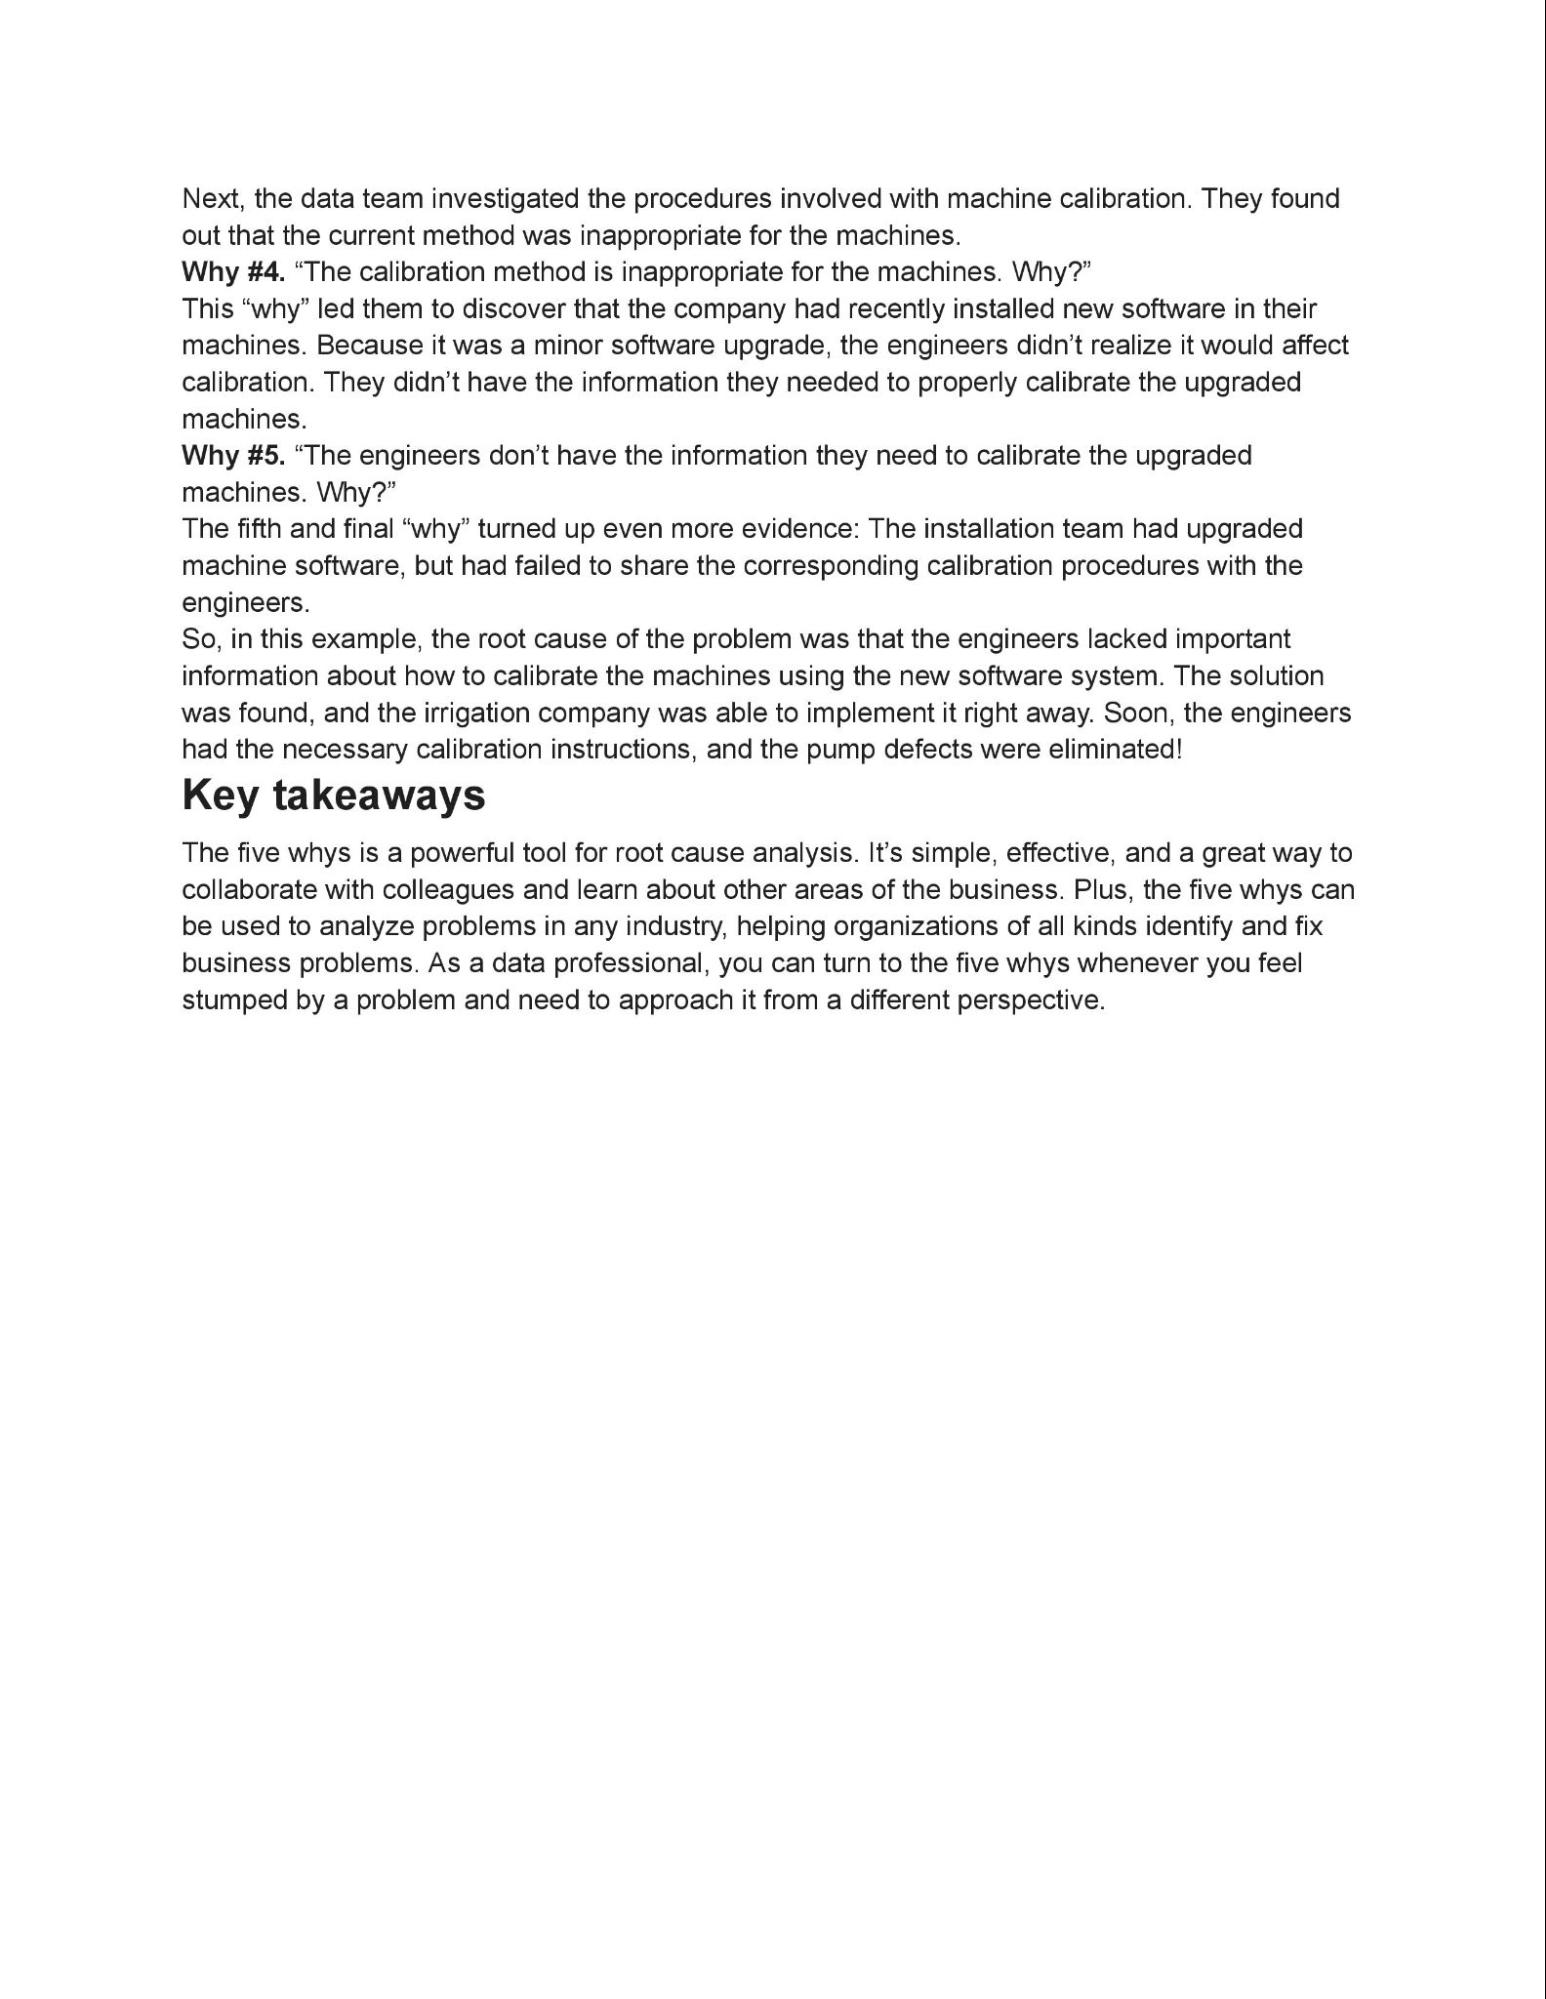 Next, the data team investigated the procedures involved with machine calibration. They found
out that the current method was inappropriate for the machines.
Why #4. “The calibration method is inappropriate for the machines. Why?”
This “why” led them to discover that the company had recently installed new software in their
machines. Because it was a minor software upgrade, the engineers didn’t realize it would affect
calibration. They didn’t have the information they needed to properly calibrate the upgraded
machines.
Why #5. “The engineers don’t have the information they need to calibrate the upgraded
machines. Why?”
The fifth and final “why” turned up even more evidence: The installation team had upgraded
machine software, but had failed to share the corresponding calibration procedures with the
engineers.
So, in this example, the root cause of the problem was that the engineers lacked important
information about how to calibrate the machines using the new software system. The solution
was found, and the irrigation company was able to implement it right away. Soon, the engineers
had the necessary calibration instructions, and the pump defects were eliminated!
Key takeaways
The five whys is a powerful tool for root cause analysis. It’s simple, effective, and a great way to
collaborate with colleagues and learn about other areas of the business. Plus, the five whys can
be used to analyze problems in any industry, helping organizations of all kinds identify and fix
business problems. As a data professional, you can turn to the five whys whenever you feel
stumped by a problem and need to approach it from a different perspective.